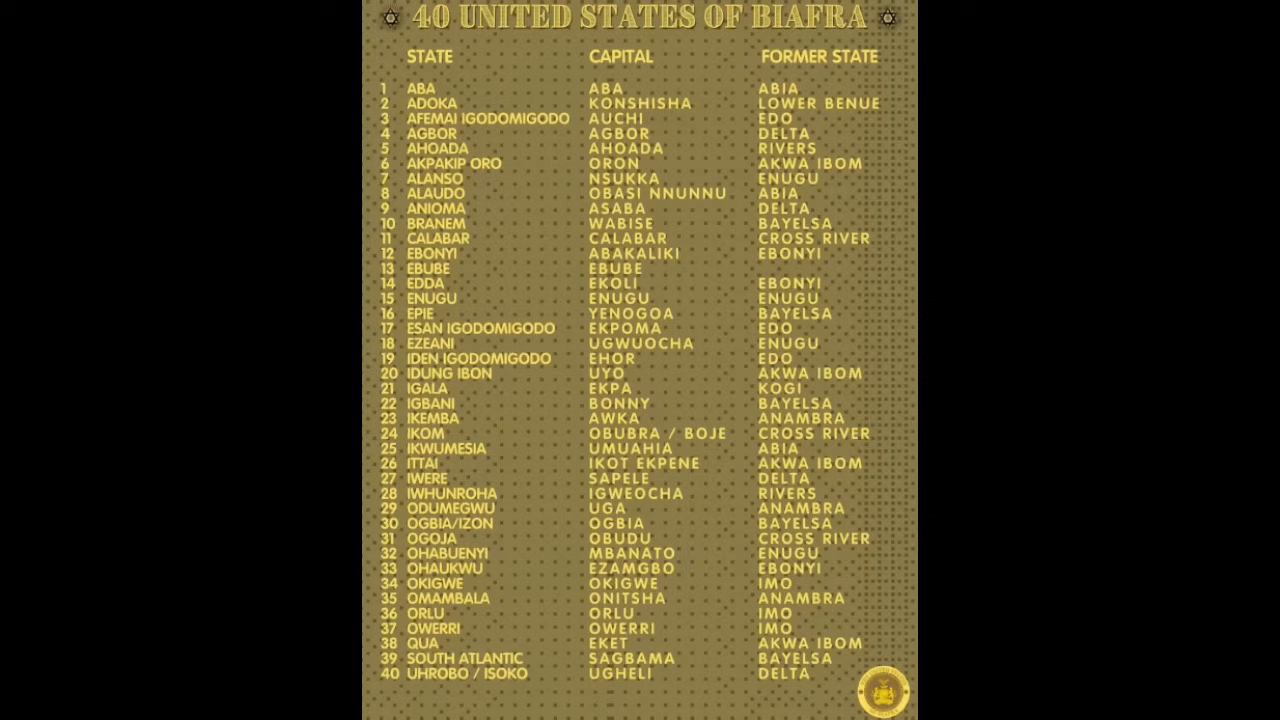 40 UNITED STATES OF BIAFRA
STATE CAPITAL FORMER STATE
1 ABA ABA ABIA
2 ADOKA KONSHISHA LOWER BENUE
3 AFEMAI IGODOMIGODO AUCHI EDO
4 AGBOR AGBOR DELTA
5 AHOADA AHOADA RIVERS
6 AKPAKIP ORO ORON AKWA IBOM
7 ALANSO NSUKKA ENUGU
8 ALAUDO OBASI NNUNNU ABIA
9 ANIOMA ASABA DELTA
10 BRANEM WABISE BAYELSA
11 CALABAR CALABAR CROSS RIVER
12 EBONYI ABAKALIKI EBONYI
13 EBUBE EBUBE
14 EDDA EKOLI EBONYI
15 ENUGU ENUGU ENUGU
16 EPIE YENOGOA BAYELSA
17 ESAN IGODOMIGODO EKPOMA EDO
18 EZEANI UGWUOCHA ENUGU
19 IDEN IGODOMIGODO EHOR EDO
20 IDUNG IBON UYO AKWA IBOM
21 IGALA EKPA KOGI
22 IGBANI BONNY BAYELSA
23 IKEMBA AWKA ANAMBRA
24 IKOM OBUBRA / BOJE CROSS RIVER
25 IKWUMESIA UMUAHIA ABIA
26 ITTAI IKOT EKPENE AKWA IBOM
27 IWERE SAPELE DELTA
28 IWHUNROHA IGWEOCHA RIVERS
29 ODUMEGWU UGA ANAMBRA
30 OGBIA/IZON OGBIA BAYELSA
31 OGOJA OBUDU CROSS RIVER
32 OHABUENYI MBANATO ENUGU
33 OHAUKWU EZAMGBO EBONYI
34 OKIGWE OKIGWE IMO
35 OMAMBALA ONITSHA ANAMBRA
36 ORLU ORLU IMO
37 OWERRI OWERRI IMO
38 QUA EKET AKWA IBOM
39 SOUTH ATLANTIC SAGBAMA BAYELSA
40 UHROBO / ISOKO UGHELI DELTA